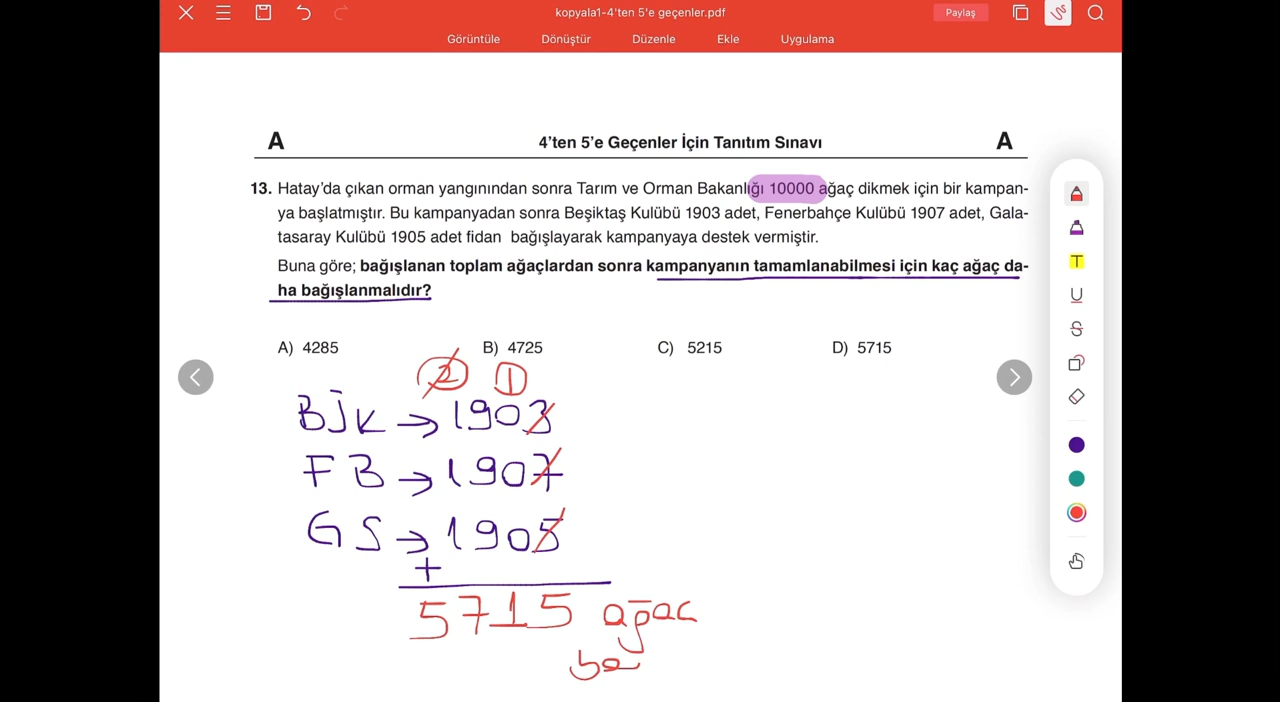 kopyala1-4'ten 5'e geçenler.pdf
Paylaş
Görüntüle Dönüştür Düzenle Ekle Uygulama
A 4'ten 5'e Geçenler İçin Tanıtım Sınavı A
13. Hatay'da çıkan orman yangınından sonra Tarım ve Orman Bakanlığı 10000 ağaç dikmek için bir kampan-
ya başlatmıştır. Bu kampanyadan sonra Beşiktaş Kulübü 1903 adet, Fenerbahçe Kulübü 1907 adet, Gala-
tasaray Kulübü 1905 adet fidan bağışlayarak kampanyaya destek vermiştir.
Buna göre; bağışlanan toplam ağaçlardan sonra kampanyanın tamamlanabilmesi için kaç ağaç da-
ha bağışlanmalıdır?
A) 4285 B) 4725 C) 5215 D) 5715
2 1
BJK → 1903
FB → 1907
GS → 1905
+
5715 ağac
ba
T
U
S